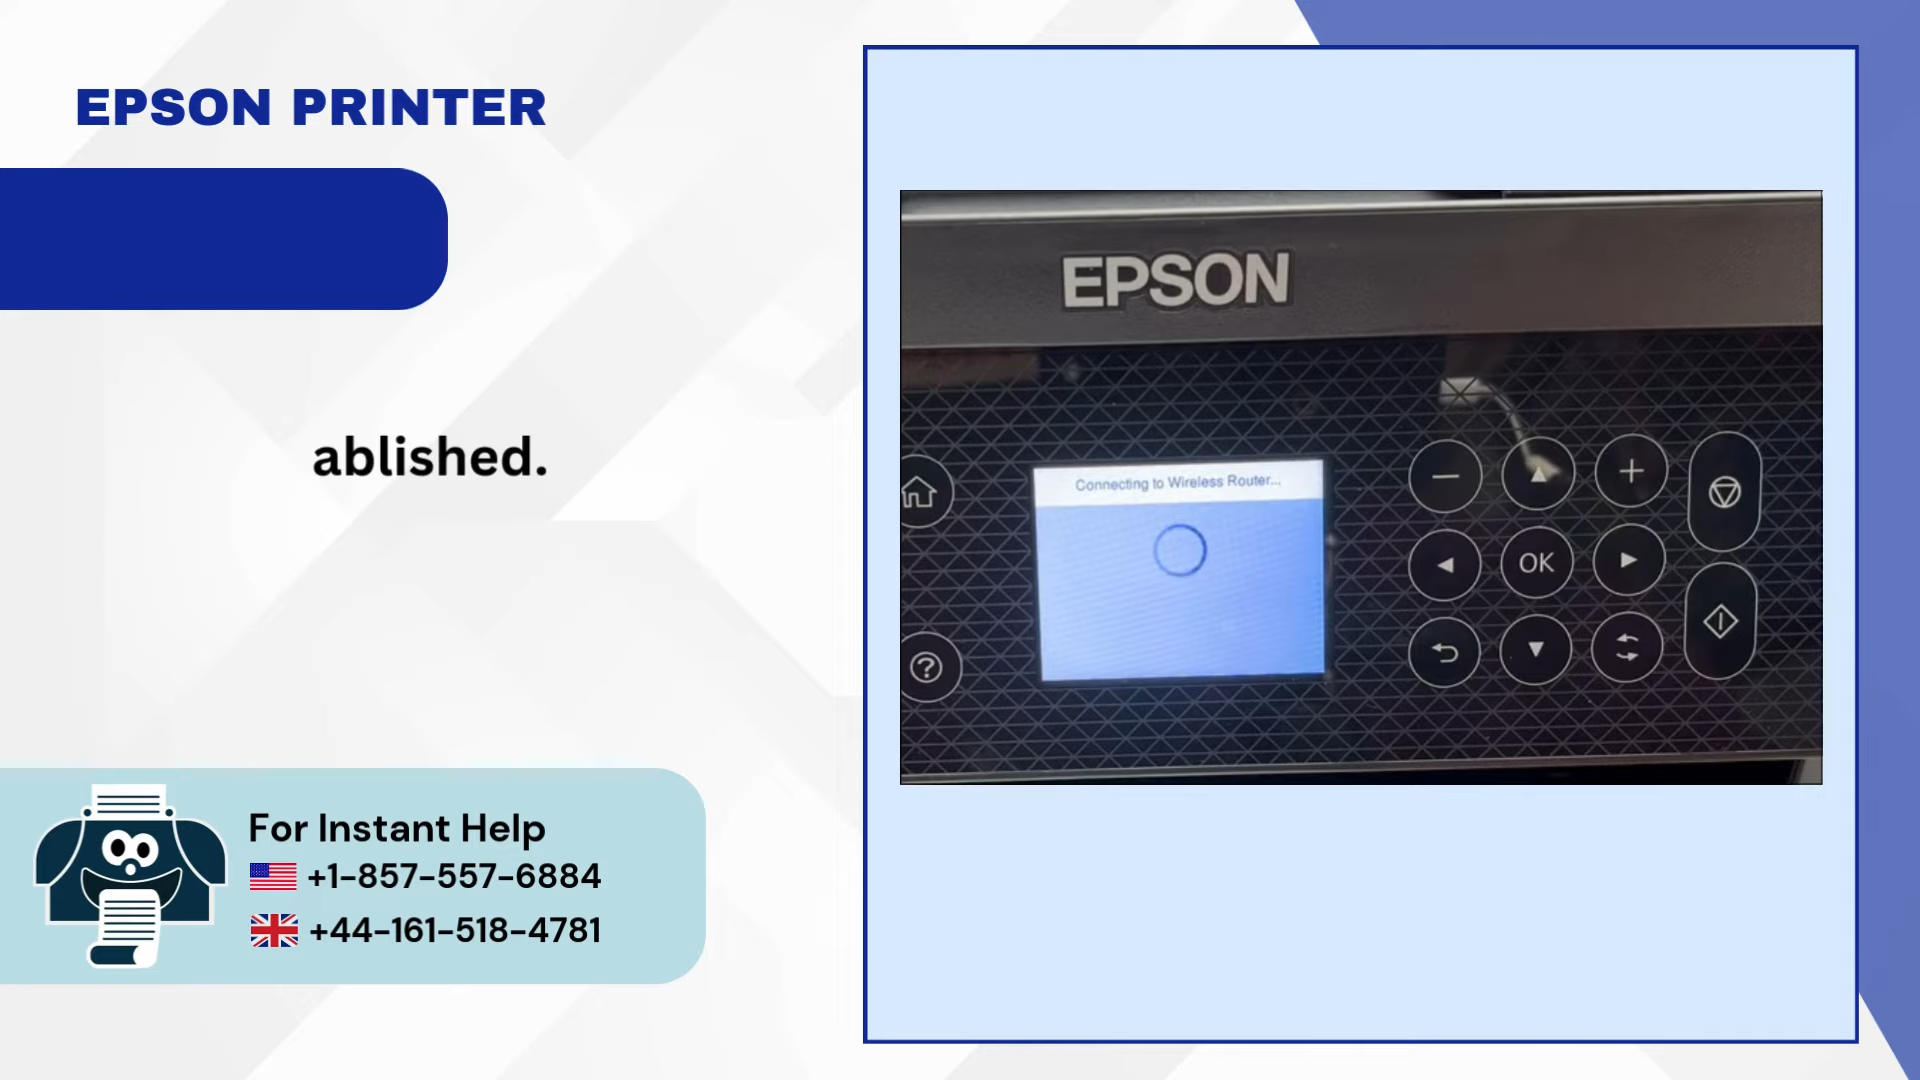 EPSON PRINTER
ablished.
For Instant Help
+1-857-557-6884
+44-161-518-4781
EPSON
Connecting to Wireless Router...
OK